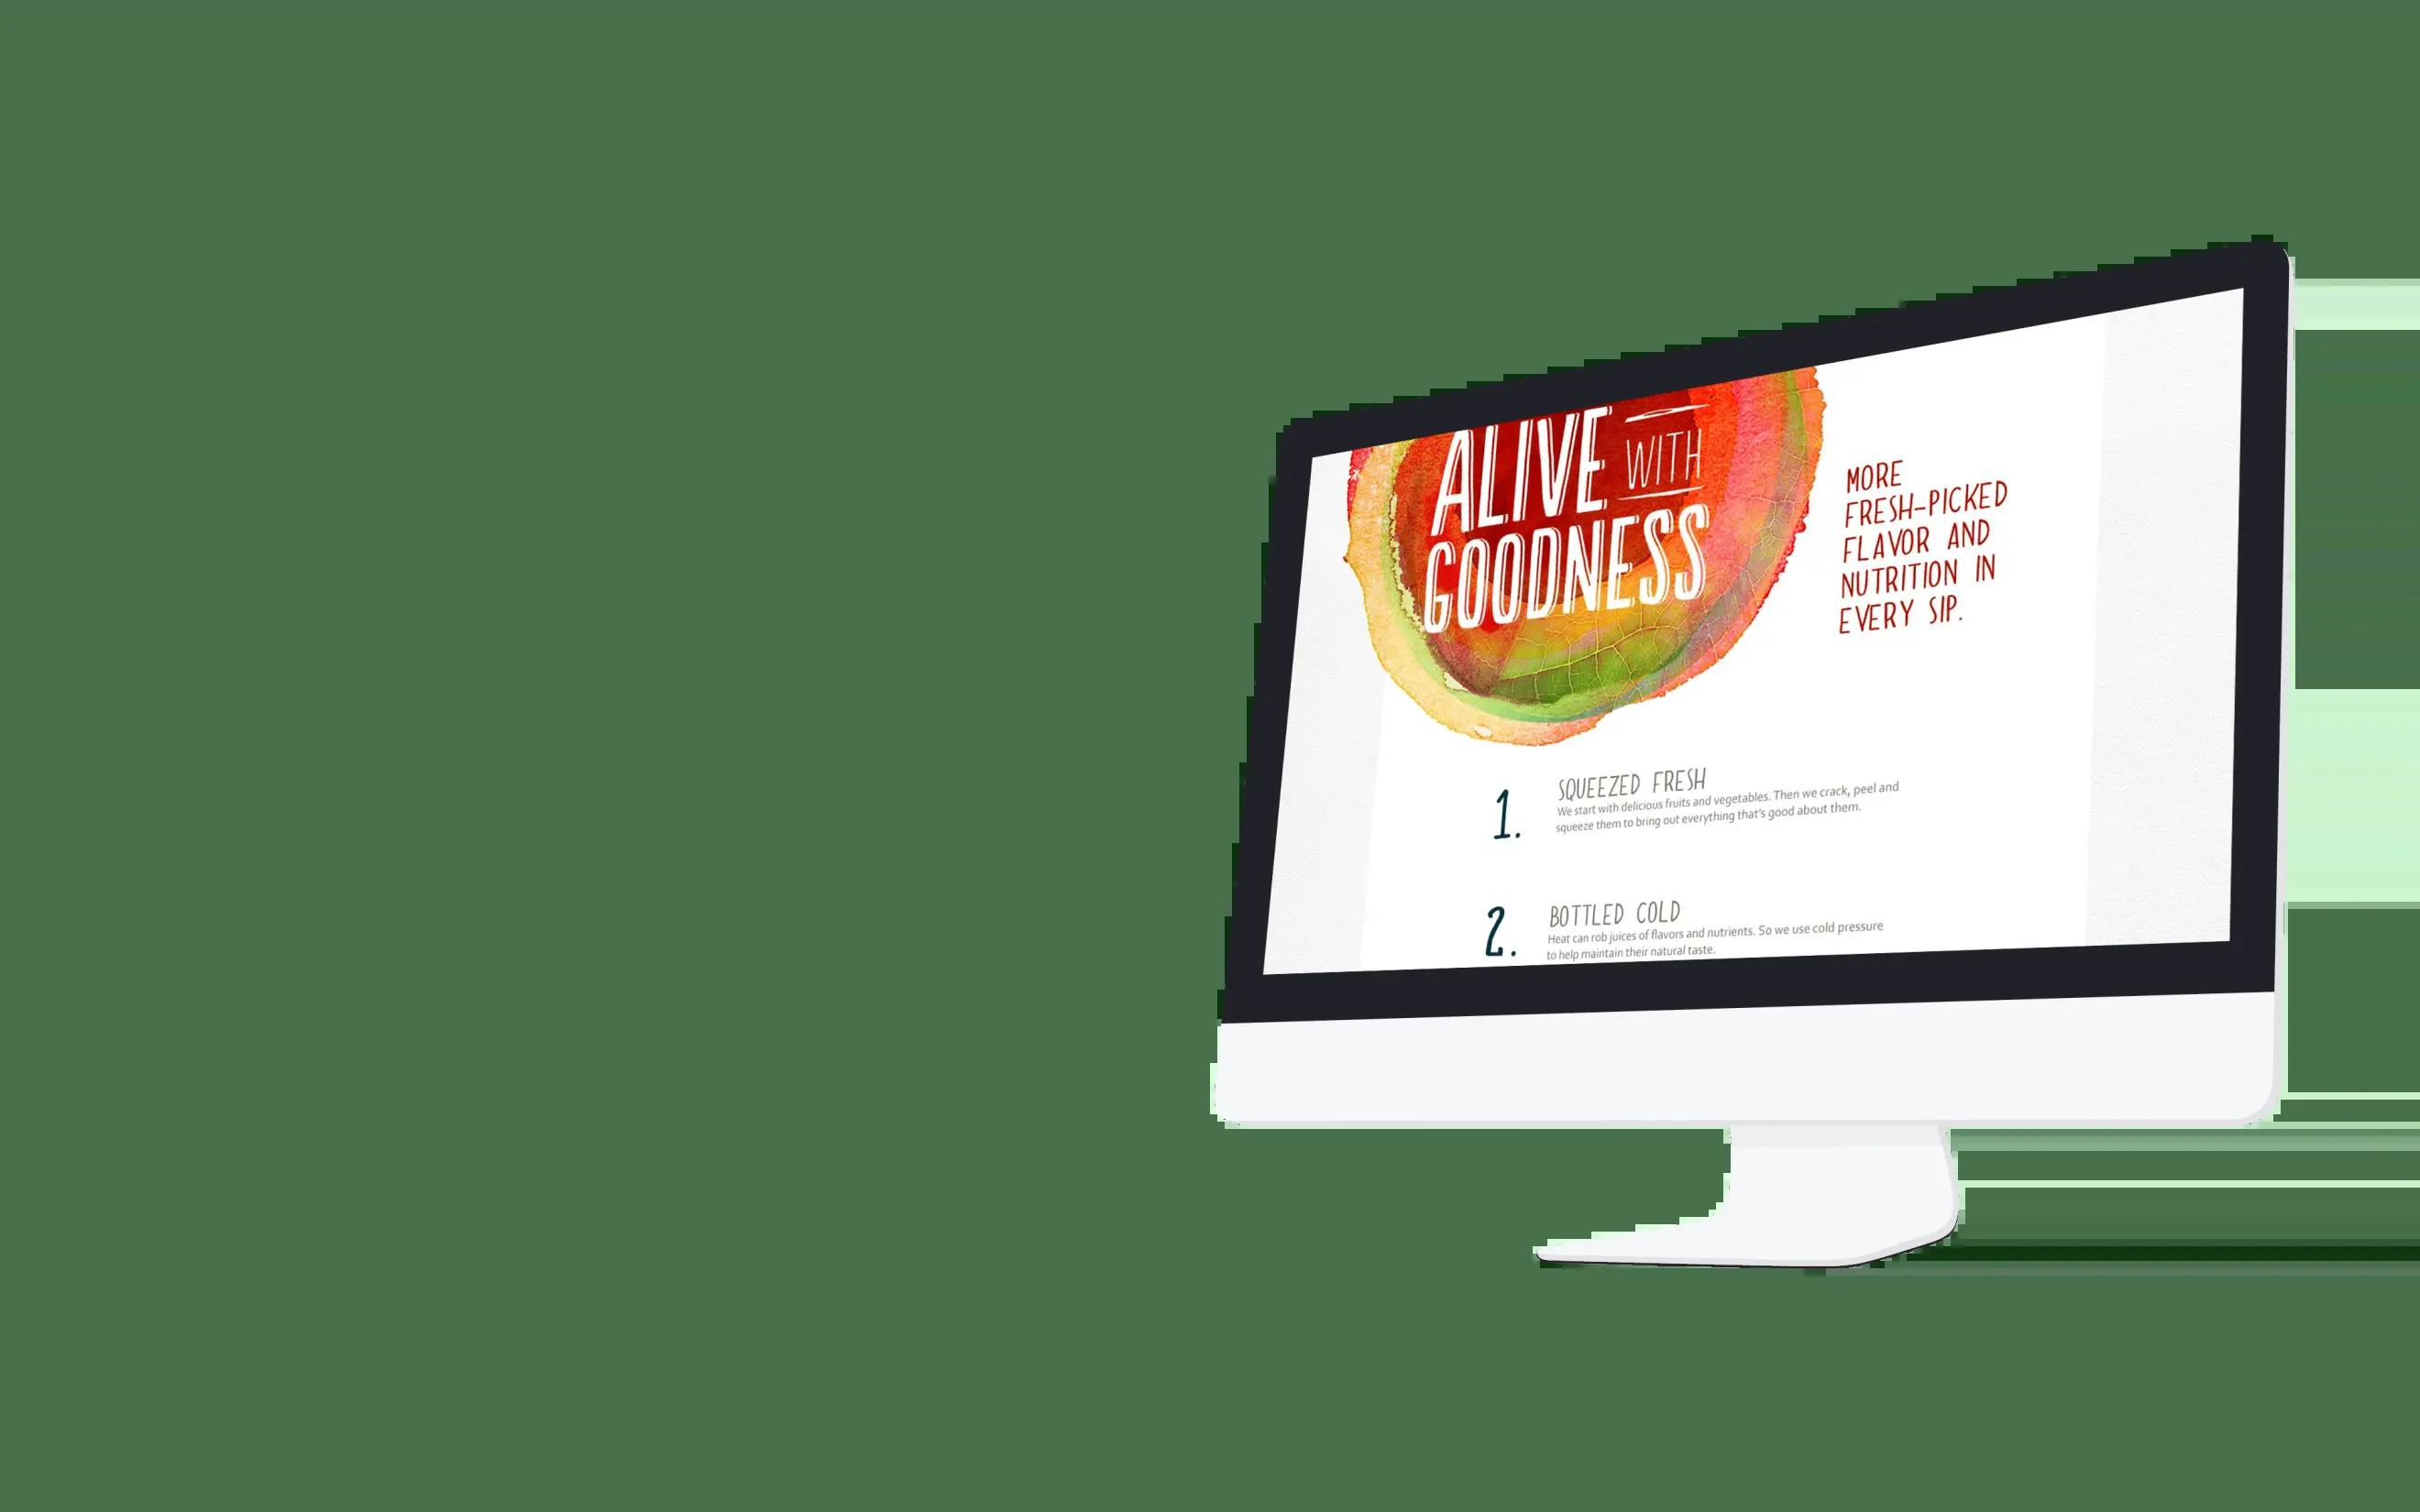 ALIVE WITH
GOODNESS
MORE
FRESH-PICKED
FLAVOR AND
NUTRITION IN
EVERY SIP.
1.
SQUEEZED FRESH
We start with delicious fruits and vegetables. Then we crack, peel and
squeeze them to bring out everything that's good about them.
2.
BOTTLED COLD
Heat can rob juices of flavors and nutrients. So we use cold pressure
to help maintain their natural taste.